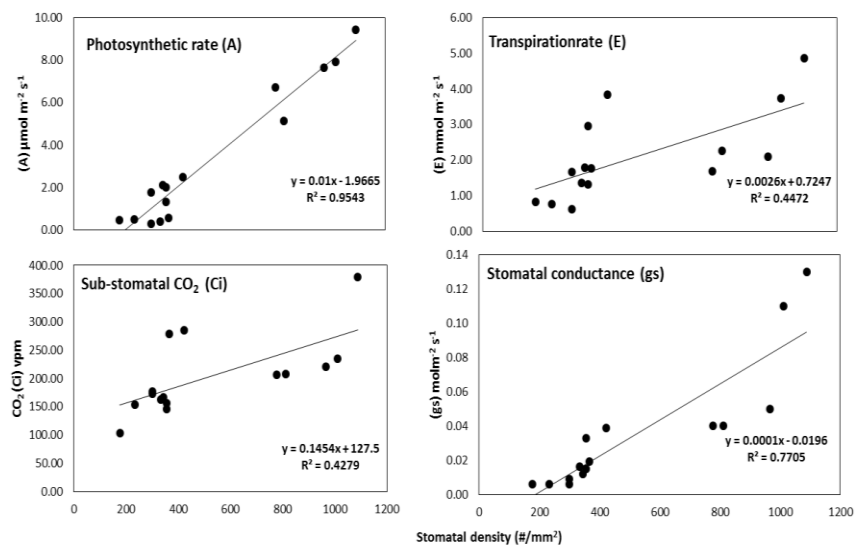 Photosynthetic rate (A)
(A) µmol m⁻² s⁻¹
10.00
8.00
6.00
4.00
2.00
0.00
y = 0.01x - 1.9665
R² = 0.9543
Transpirationrate (E)
(E) mmol m⁻² s⁻¹
6.00
5.00
4.00
3.00
2.00
1.00
0.00
y = 0.0026x + 0.7247
R² = 0.4472
Sub-stomatal CO₂ (Ci)
CO₂ (Ci) vpm
400.00
350.00
300.00
250.00
200.00
150.00
100.00
50.00
0.00
y = 0.1454x + 127.5
R² = 0.4279
0 200 400 600 800 1000 1200
Stomatal conductance (gs)
(gs) molm⁻² s⁻¹
0.14
0.12
0.10
0.08
0.06
0.04
0.02
0.00
y = 0.0001x - 0.0196
R² = 0.7705
0 200 400 600 800 1000 1200
Stomatal density (#/mm²)